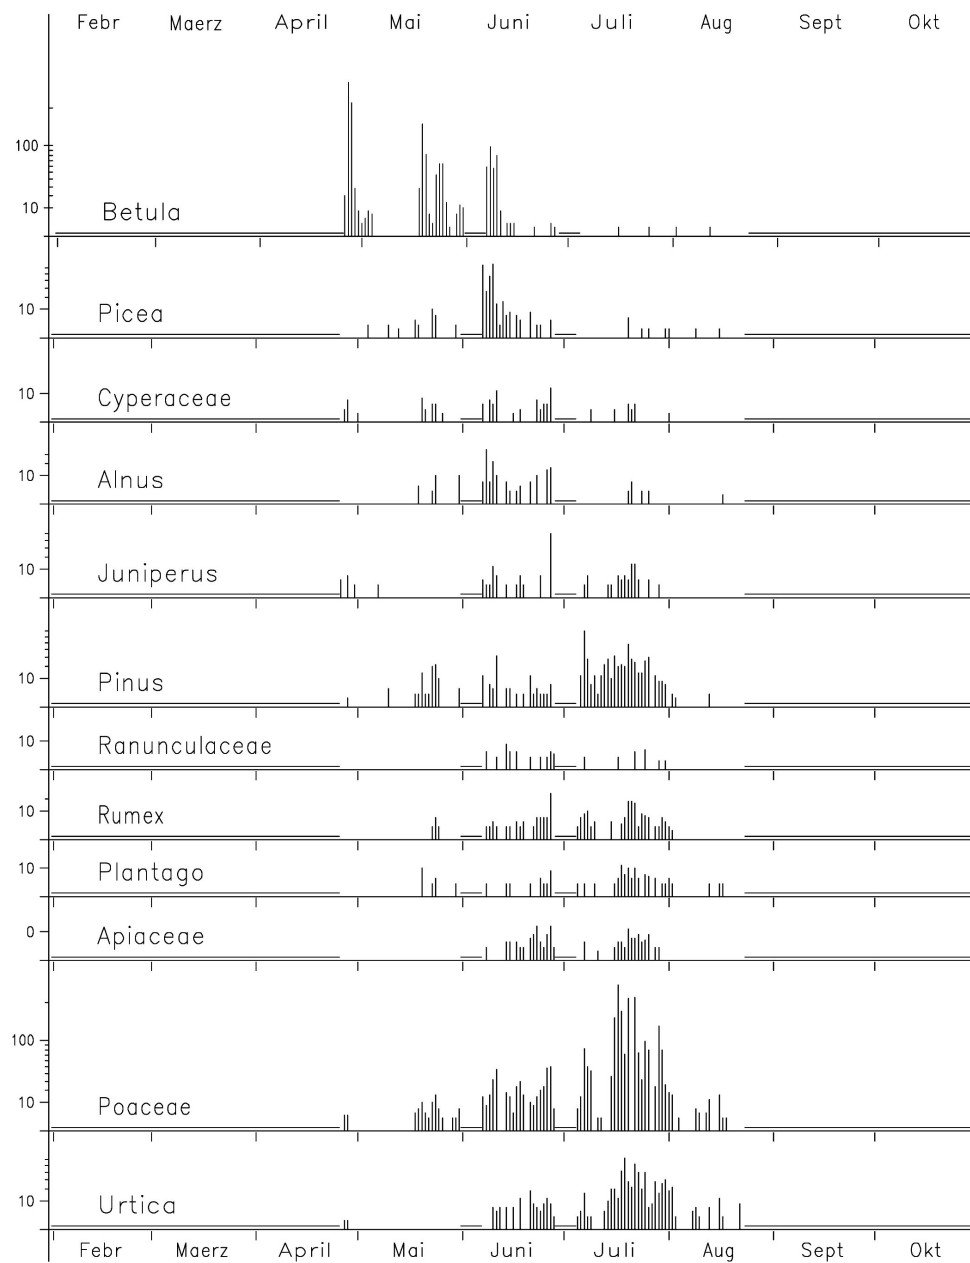 Febr Maerz April Mai Juni Juli Aug Sept Okt
100
10
Betula
10
Picea
10
Cyperaceae
10
Alnus
10
Juniperus
10
Pinus
10
Ranunculaceae
10
Rumex
10
Plantago
0
Apiaceae
100
10
Poaceae
10
Urtica
Febr Maerz April Mai Juni Juli Aug Sept Okt